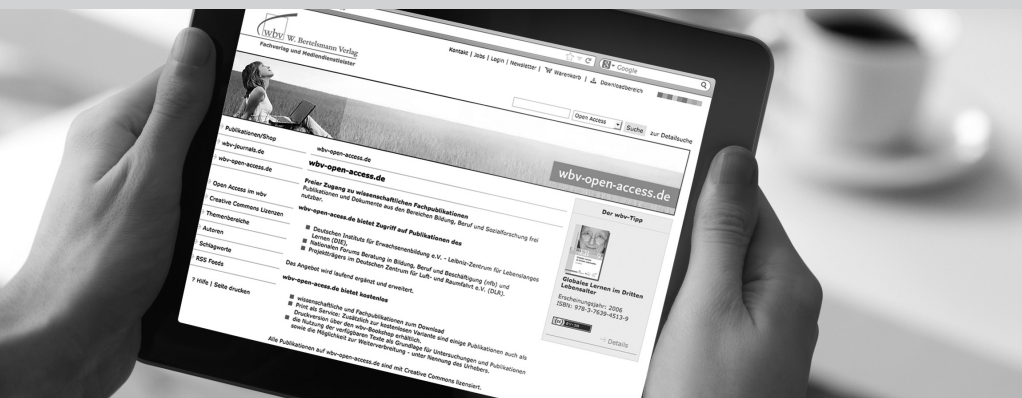 wbv W. Bertelsmann Verlag
Fachverlag und Mediendienstleister
Google
Kontakt | Jobs | Login | Newsletter | Warenkorb | Downloadbereich
Open Access Suche zur Detailsuche
wbv-open-access.de
Publikationen/Shop
wbv-journals.de
wbv-open-access.de
Open Access im wbv
Creative Commons Lizenzen
Themenbereiche
Autoren
Schlagworte
RSS Feeds
? Hilfe | Seite drucken
wbv-open-access.de
wbv-open-access.de
Freier Zugang zu wissenschaftlichen Fachpublikationen
Publikationen und Dokumente aus den Bereichen Bildung, Beruf und Sozialforschung frei
nutzbar.
wbv-open-acess.de bietet Zugriff auf Publikationen des
Deutschen Instituts für Erwachsenenbildung e.V. - Leibniz-Zentrum für Lebenslanges
Lernen (DIE),
Nationalen Forums Beratung in Bildung, Beruf und Beschäftigung (nfb) und
Projektträgers im Deutschen Zentrum für Luft- und Raumfahrt e.V. (DLR).
Das Angebot wird laufend ergänzt und erweitert.
wbv-open-access.de bietet kostenlos
wissenschaftliche und Fachpublikationen zum Download
Print als Service: Zusätzlich zur kostenlosen Variante sind einige Publikationen auch als
Druckversion über den wbv-Bookshop erhältlich.
die Nutzung der verfügbaren Texte als Grundlage für Untersuchungen und Publikationen
sowie die Möglichkeit zur Weiterverbreitung - unter Nennung des Urhebers.
Alle Publikationen auf wbv-open-access.de sind mit Creative Commons lizensiert.
Der wbv-Tipp
Globales Lernen im Dritten
Lebensalter
Erscheinungsjahr: 2006
ISBN: 978-3-7639-4513-9
→ Details